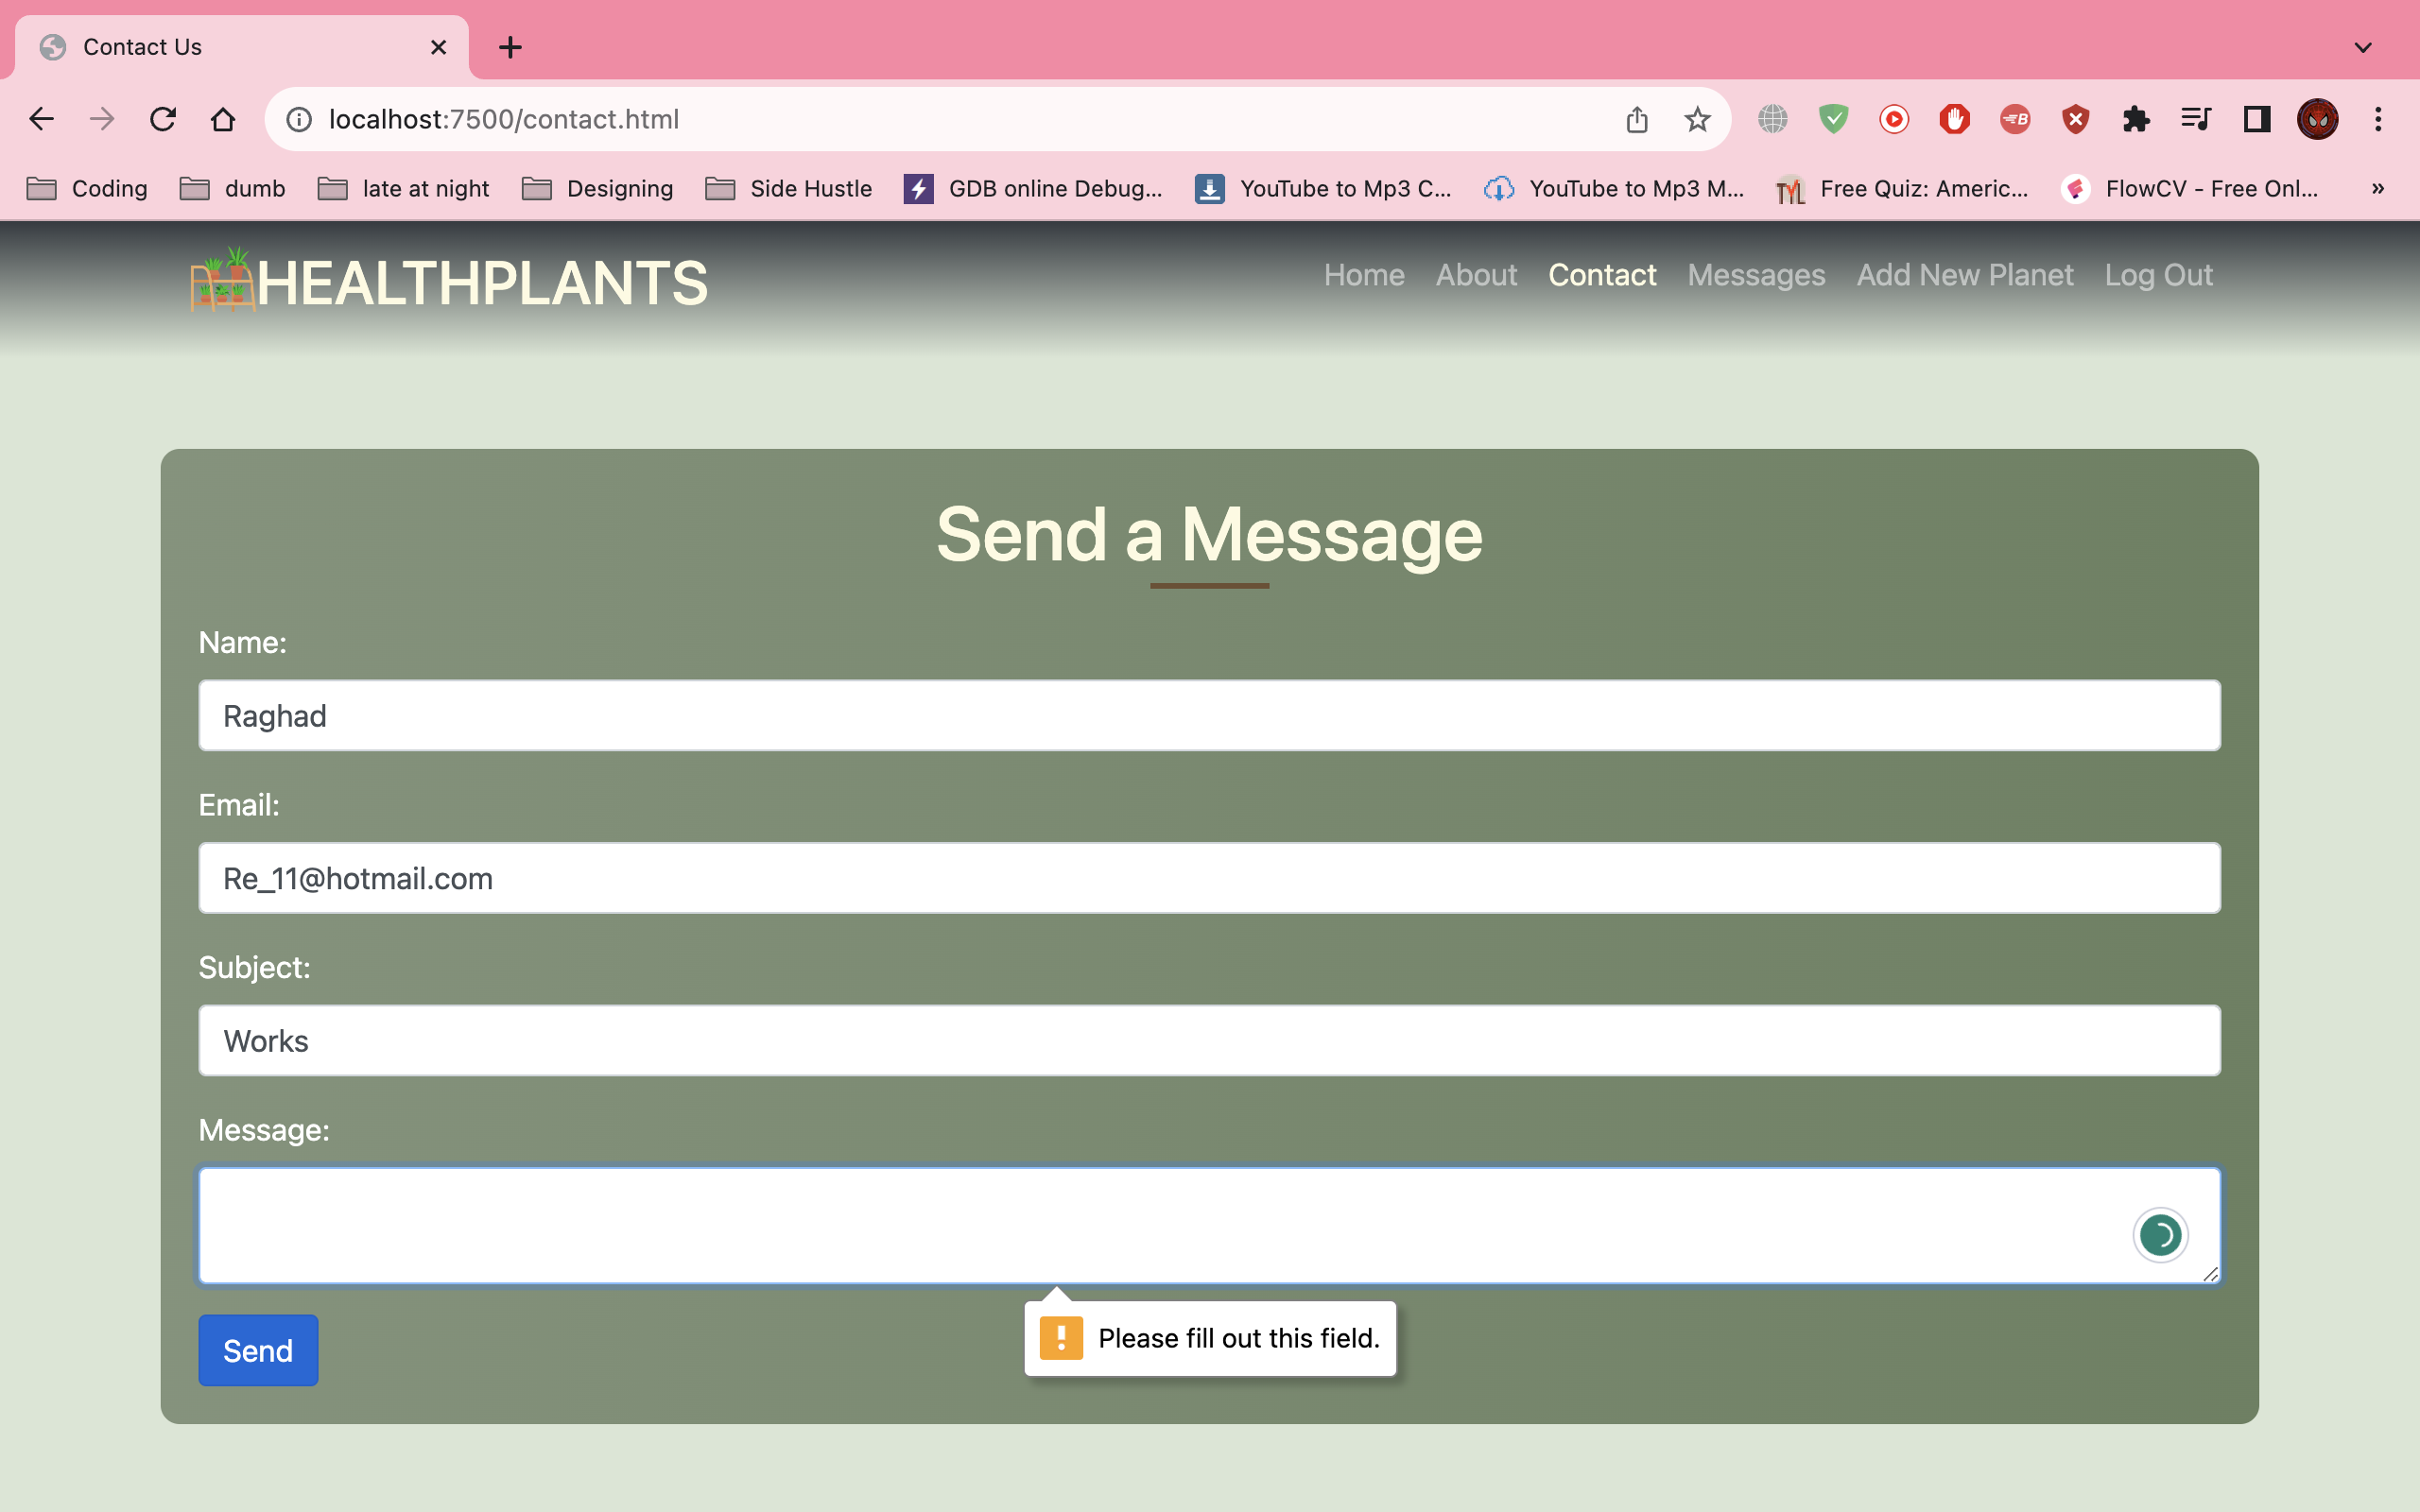 Contact Us
localhost:7500/contact.html
Coding dumb late at night Designing Side Hustle GDB online Debug... YouTube to Mp3 C... YouTube to Mp3 M... Free Quiz: Americ... FlowCV - Free Onl... »
HEALTHPLANTS Home About Contact Messages Add New Planet Log Out
Send a Message
Name:
Raghad
Email:
Re_11@hotmail.com
Subject:
Works
Message:
Please fill out this field.
Send